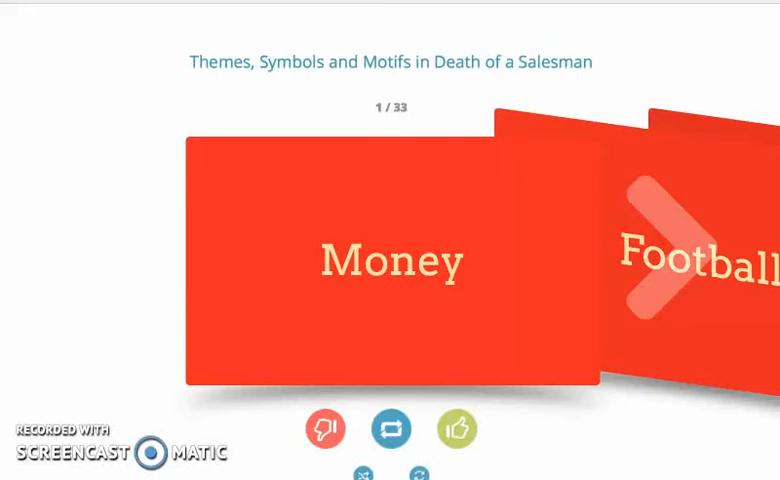 Themes, Symbols and Motifs in Death of a Salesman
1 / 33
Money
Football
RECORDED WITH
SCREENCAST MATIC